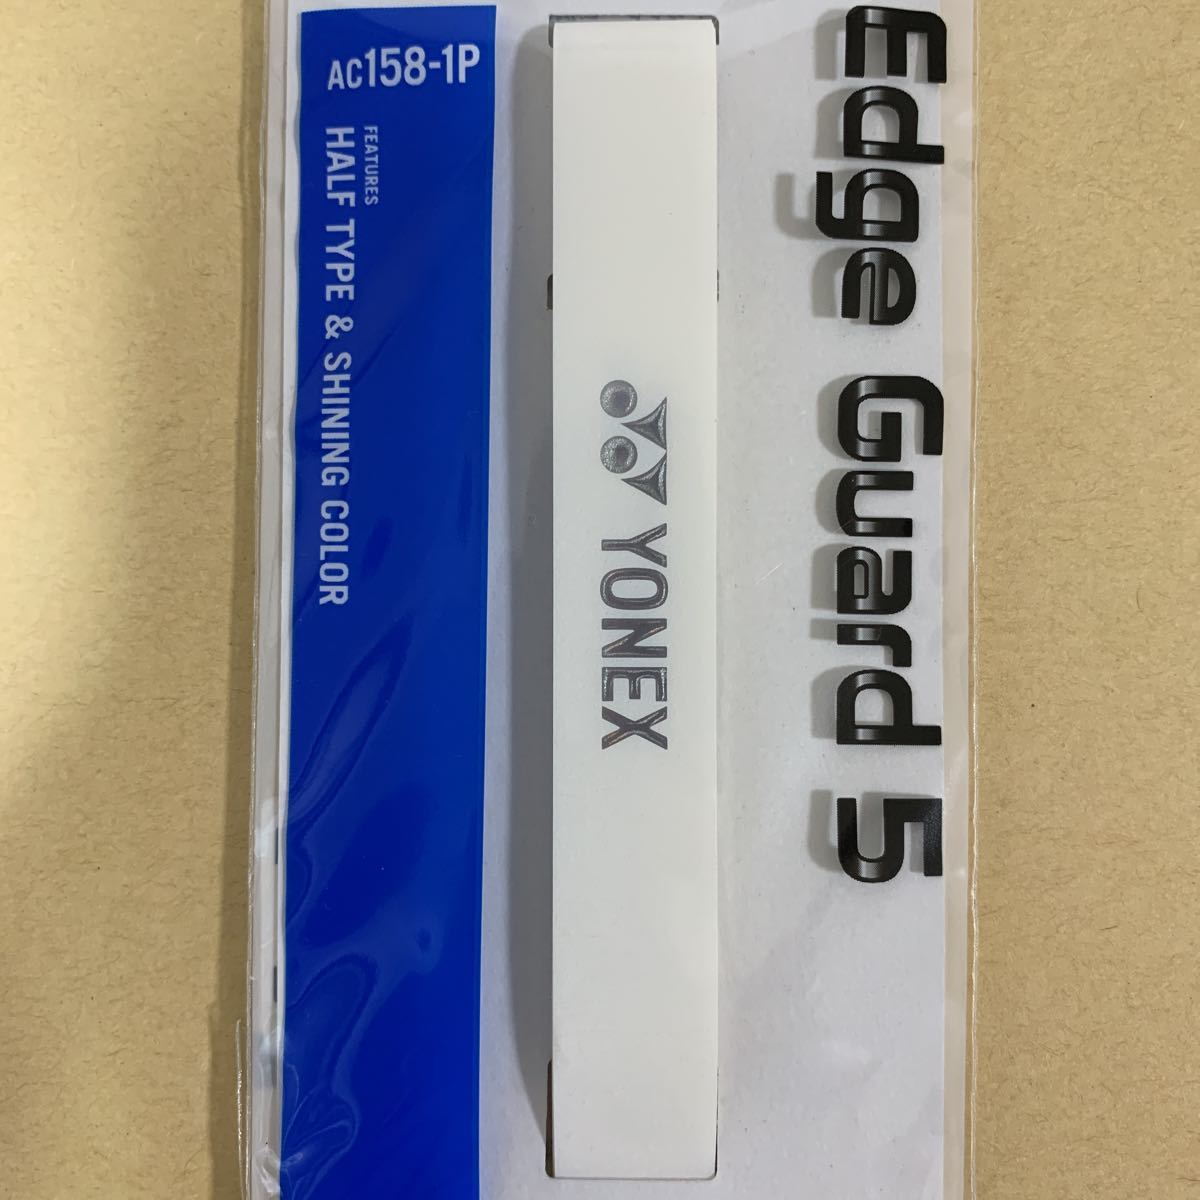 AC158-1P
FEATURES
HALF TYPE & SHINING COLOR
YONEX
Edge Guard 5